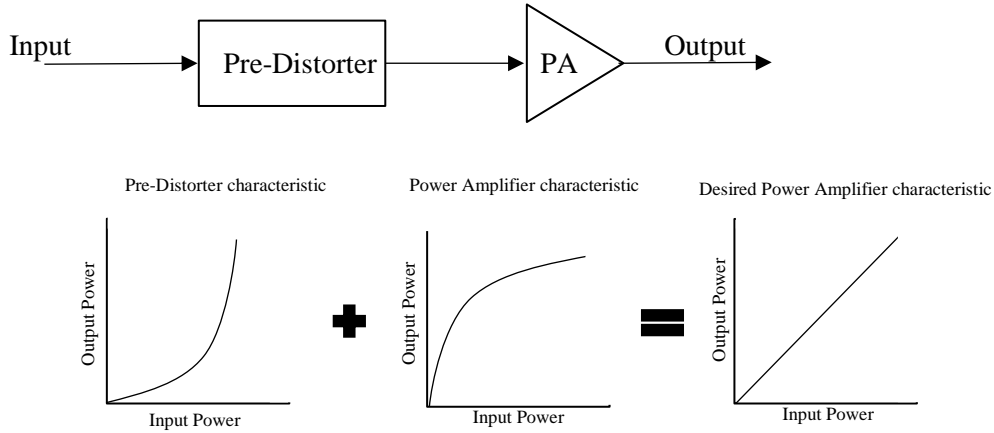 Input
Pre-Distorter
PA
Output
Pre-Distorter characteristic
Power Amplifier characteristic
Desired Power Amplifier characteristic
Output Power
Input Power
Output Power
Input Power
Output Power
Input Power